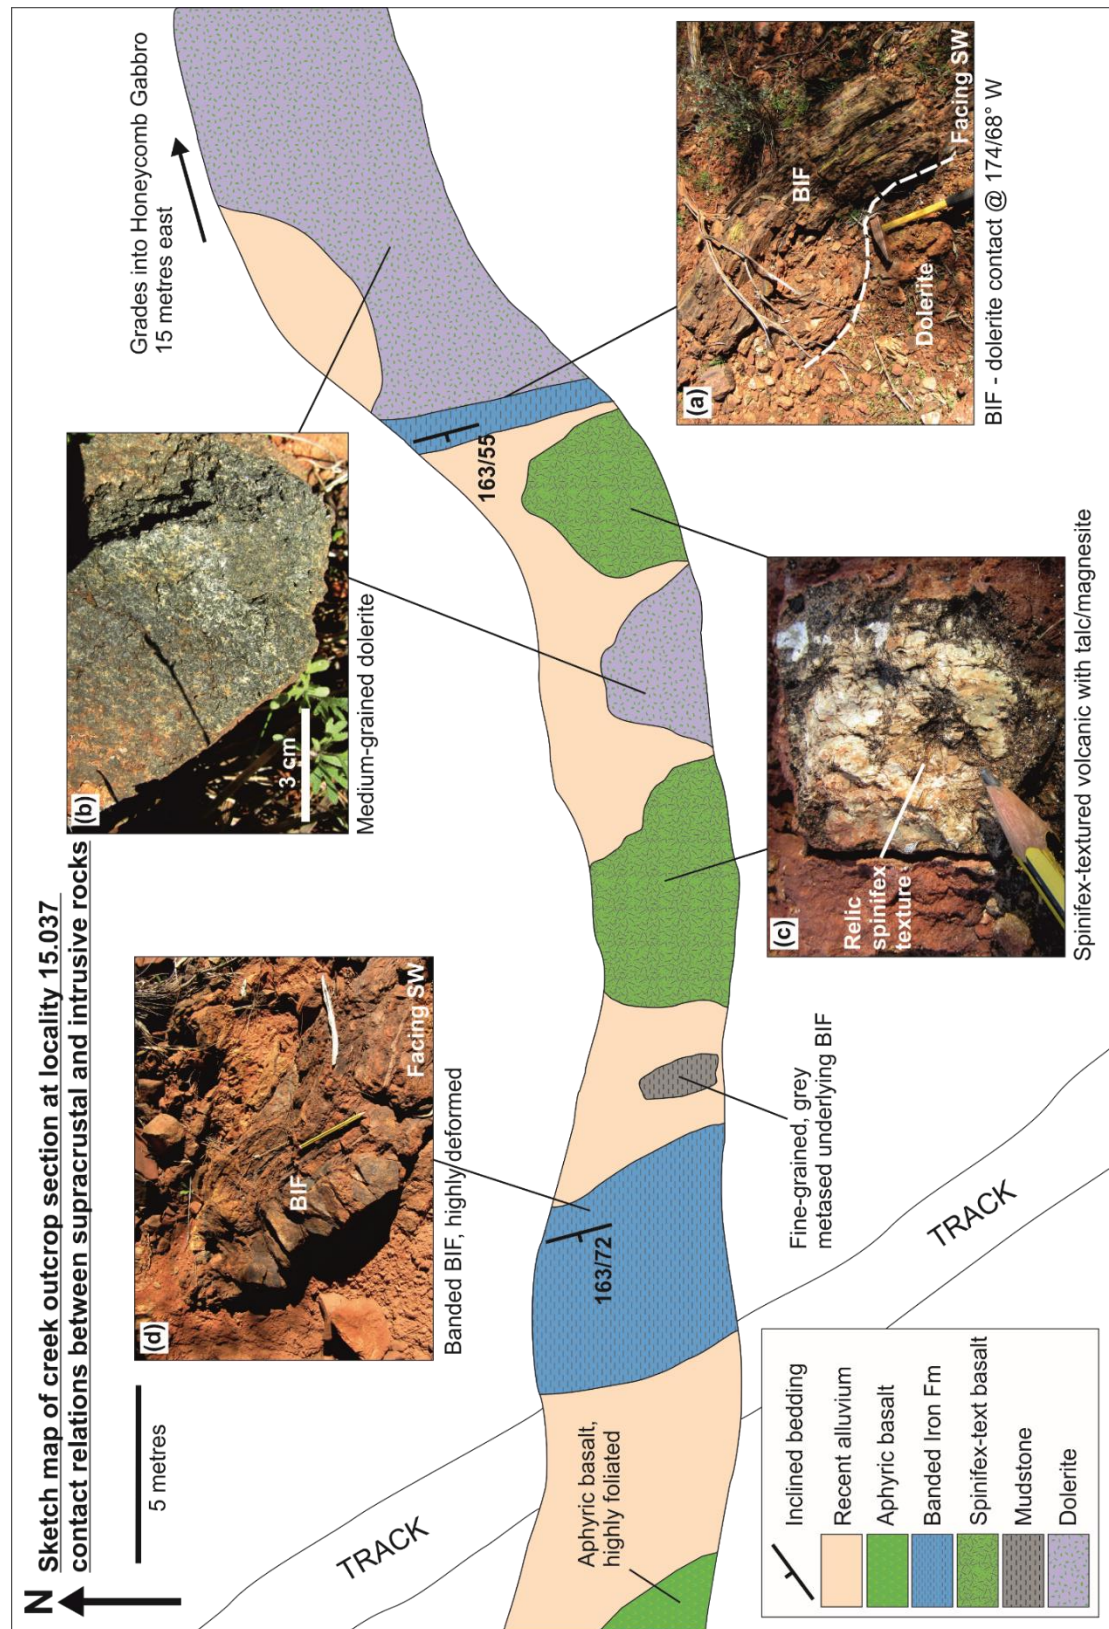 N
Sketch map of creek outcrop section at locality 15.037
contact relations between supracrustal and intrusive rocks
5 metres
(d)
BIF
Facing SW
Banded BIF, highly deformed
(b)
3 cm
Medium-grained dolerite
Grades into Honeycomb Gabbro
15 metres east
TRACK
163/72
163/55
Aphyric basalt,
highly foliated
Fine-grained, grey
metased underlying BIF
TRACK
(c)
Relic
spinifex
texture
Spinifex-textured volcanic with talc/magnesite
(a)
BIF
Dolerite
Facing SW
BIF - dolerite contact @ 174/68° W
Inclined bedding
Recent alluvium
Aphyric basalt
Banded Iron Fm
Spinifex-text basalt
Mudstone
Dolerite